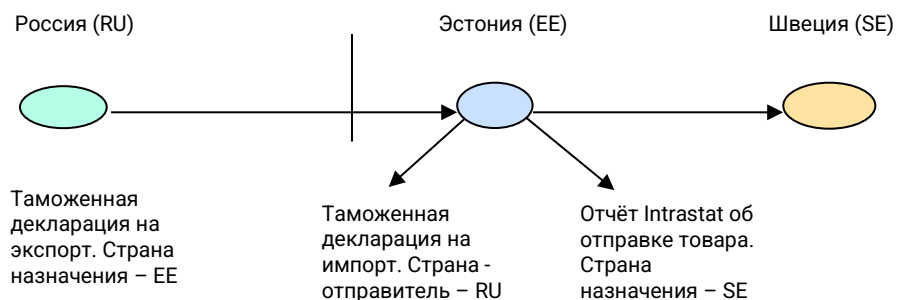 Россия (RU)
Эстония (EE)
Швеция (SE)
Таможенная
декларация на
экспорт. Страна
назначения – EE
Таможенная
декларация на
импорт. Страна -
отправитель – RU
Отчёт Intrastat об
отправке товара.
Страна
назначения – SE